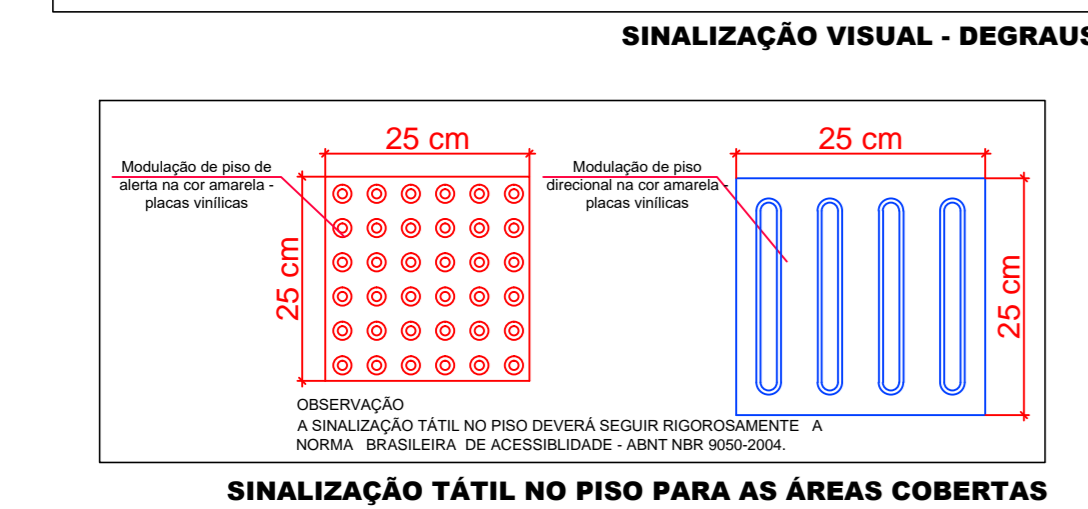 SINALIZAÇÃO VISUAL - DEGRAUS
25 cm
25 cm
Modulação de piso de
alerta na cor amarela -
placas vinílicas
Modulação de piso
direcional na cor amarela -
placas vinílicas
25 cm
25 cm
OBSERVAÇÃO
A SINALIZAÇÃO TÁTIL NO PISO DEVERÁ SEGUIR RIGOROSAMENTE A
NORMA BRASILEIRA DE ACESSIBLIDADE - ABNT NBR 9050-2004.
SINALIZAÇÃO TÁTIL NO PISO PARA AS ÁREAS COBERTAS